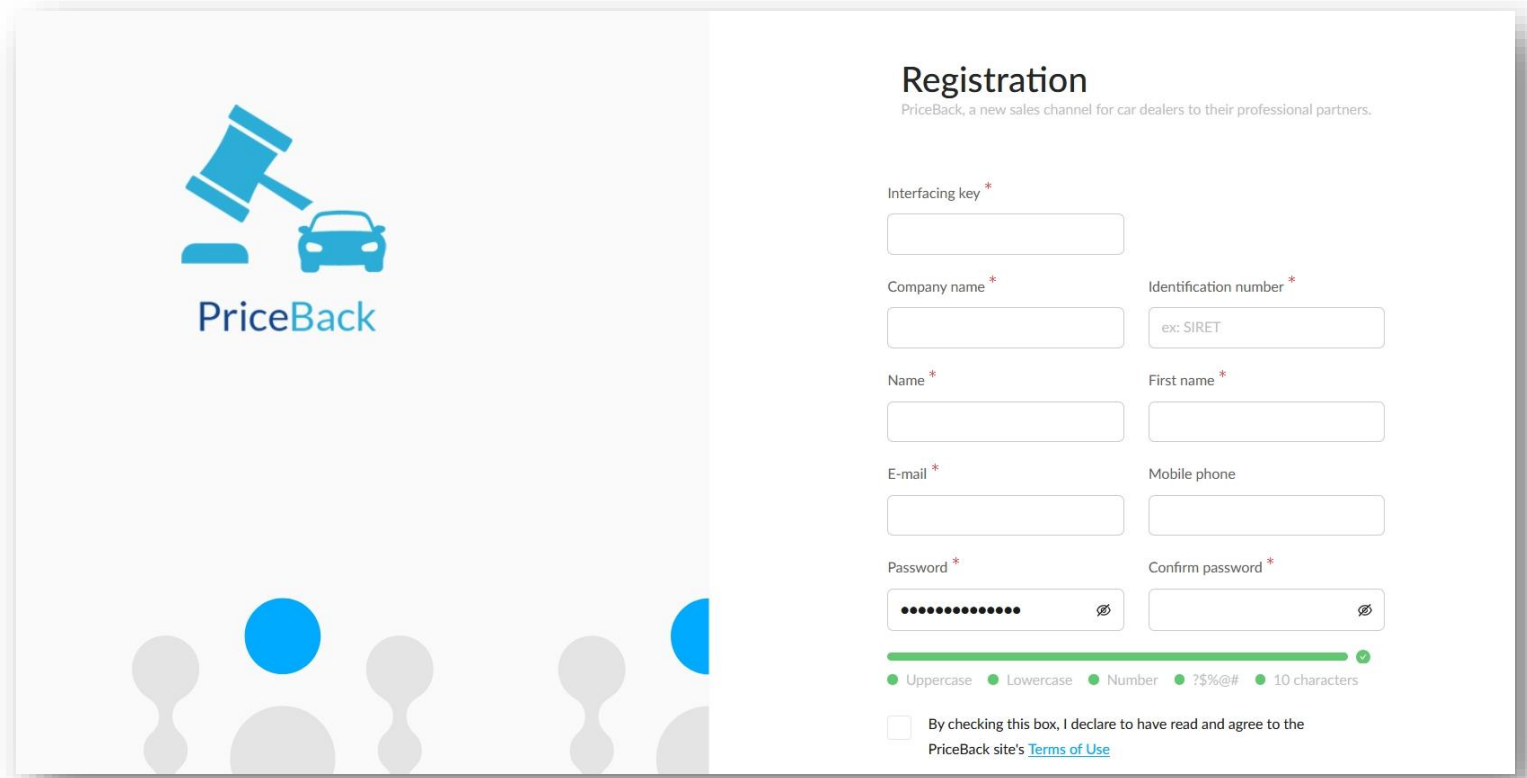 PriceBack
Registration
PriceBack, a new sales channel for car dealers to their professional partners.
Interfacing key *
Company name * Identification number *
ex: SIRET
Name * First name *
E-mail * Mobile phone
Password * Confirm password *
••••••••••••••
Uppercase Lowercase Number ?$%@# 10 characters
By checking this box, I declare to have read and agree to the
PriceBack site's Terms of Use